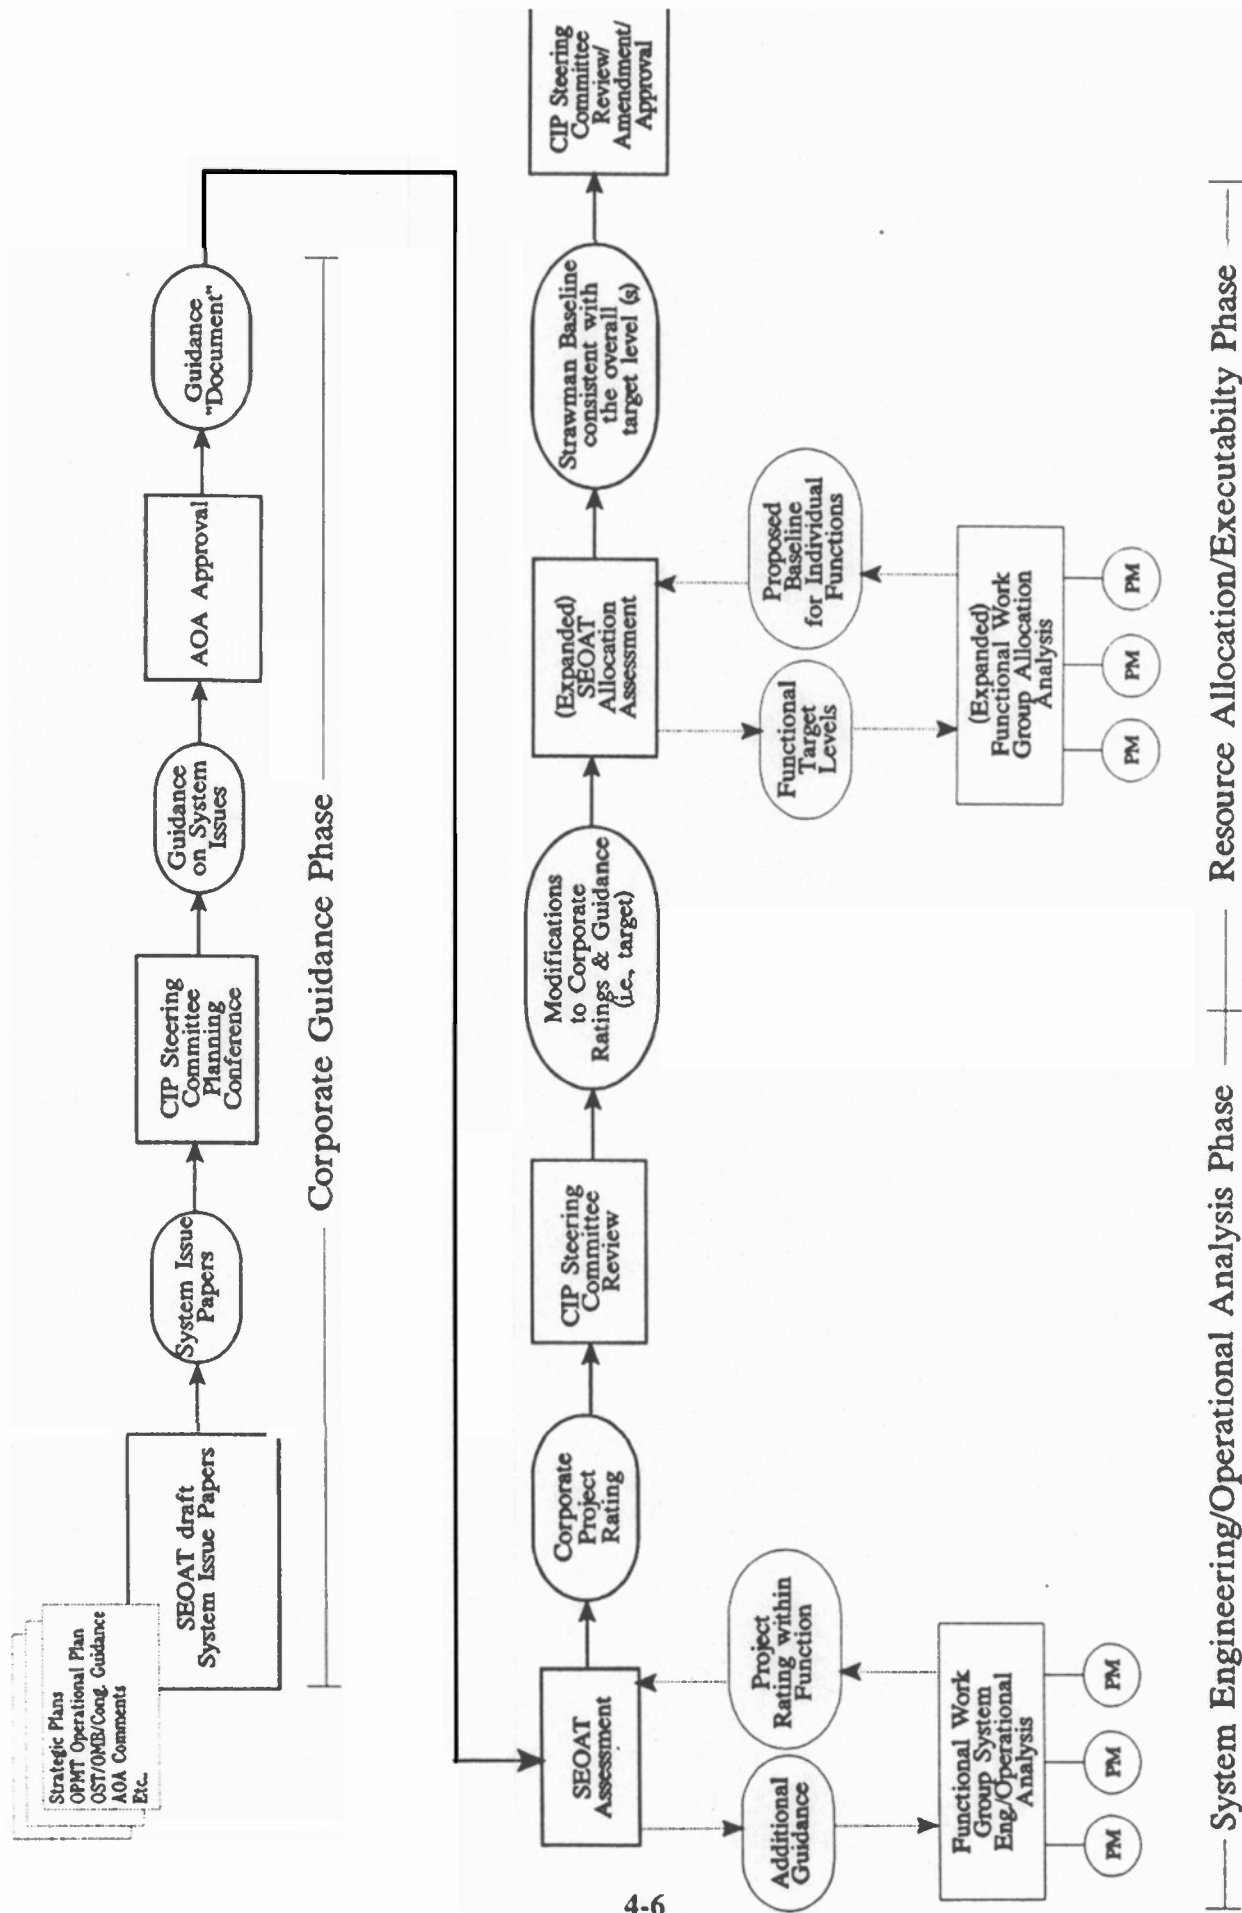 Strategic Plans
OPMT Operational Plan
OST/OMB/Cong. Guidance
AOA Comments
Etc..
SEOAT draft
System Issue Papers
System Issue
Papers
CIP Steering
Committee
Planning
Conference
Guidance
on System
Issues
AOA Approval
Guidance
"Document"
Corporate Guidance Phase
SEOAT
Assessment
Corporate
Project
Rating
CIP Steering
Committee
Review
Modifications
to Corporate
Ratings & Guidance
(i.e., target)
(Expanded)
SEOAT
Allocation
Assessment
Strawman Baseline
consistent with
the overall
target level (s)
CIP Steering
Committee
Review/
Amendment/
Approval
Additional
Guidance
Project
Rating within
Function
Functional
Target
Levels
Proposed
Baseline
for Individual
Functions
Functional Work
Group System
Eng/Operational
Analysis
(Expanded)
Functional Work
Group Allocation
Analysis
PM
PM
PM
PM
PM
PM
System Engineering/Operational Analysis Phase
Resource Allocation/Executabilty Phase
4-6